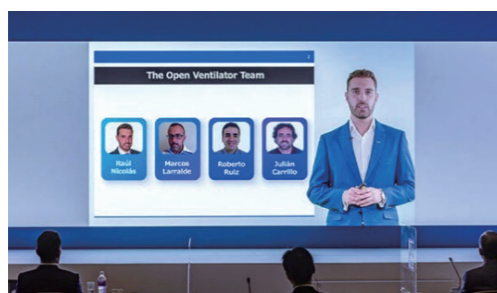 The Open Ventilator Team
Raúl
Nicolás
Marcos
Larralde
Roberto
Ruiz
Julián
Carrillo